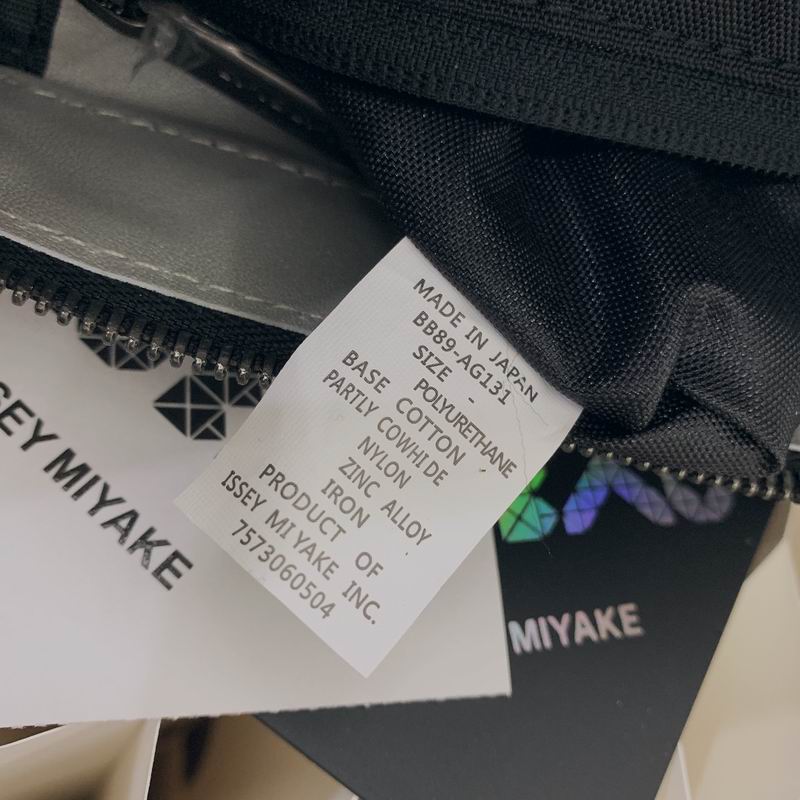 MADE IN JAPAN
BB89-AG131
SIZE -
POLYURETHANE
BASE COTTON
PARTLY COWHIDE
NYLON
ZINC ALLOY
IRON
PRODUCT OF
ISSEY MIYAKE INC.
7573060504
SSEY MIYAKE
MIYAKE